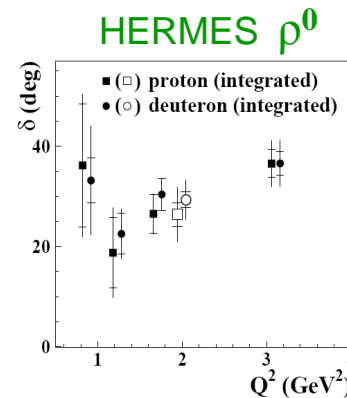 HERMES ρ⁰
■ (□) proton (integrated)
● (○) deuteron (integrated)
δ (deg)
40
20
0
1 2 3
Q² (GeV²)